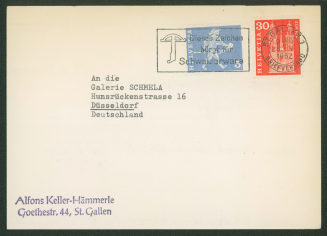 Dieses Zeichen
bürgt für
Schweizerware
HELVETIA
30
1962
An die
Galerie SCHMELA
Hunsrückenstrasse 16
Düsseldorf
Deutschland
Alfons Keller-Hämmerle
Goethestr, 44, St. Gallen